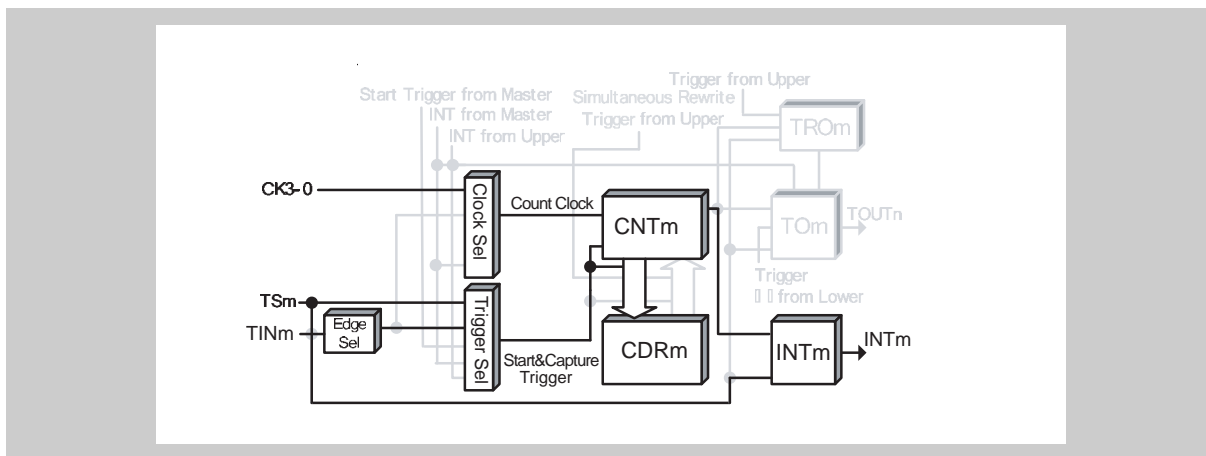 Trigger from Upper
Start Trigger from Master
Simultaneous Rewrite
INT from Master
Trigger from Upper
INT from Upper
TROm
CK3-0
Clock Sel
Count Clock
CNTm
TOm
TOUTn
Trigger
from Lower
TSm
TINm
Edge
Sel
Trigger Sel
Start&Capture
Trigger
CDRm
INTm
INTm